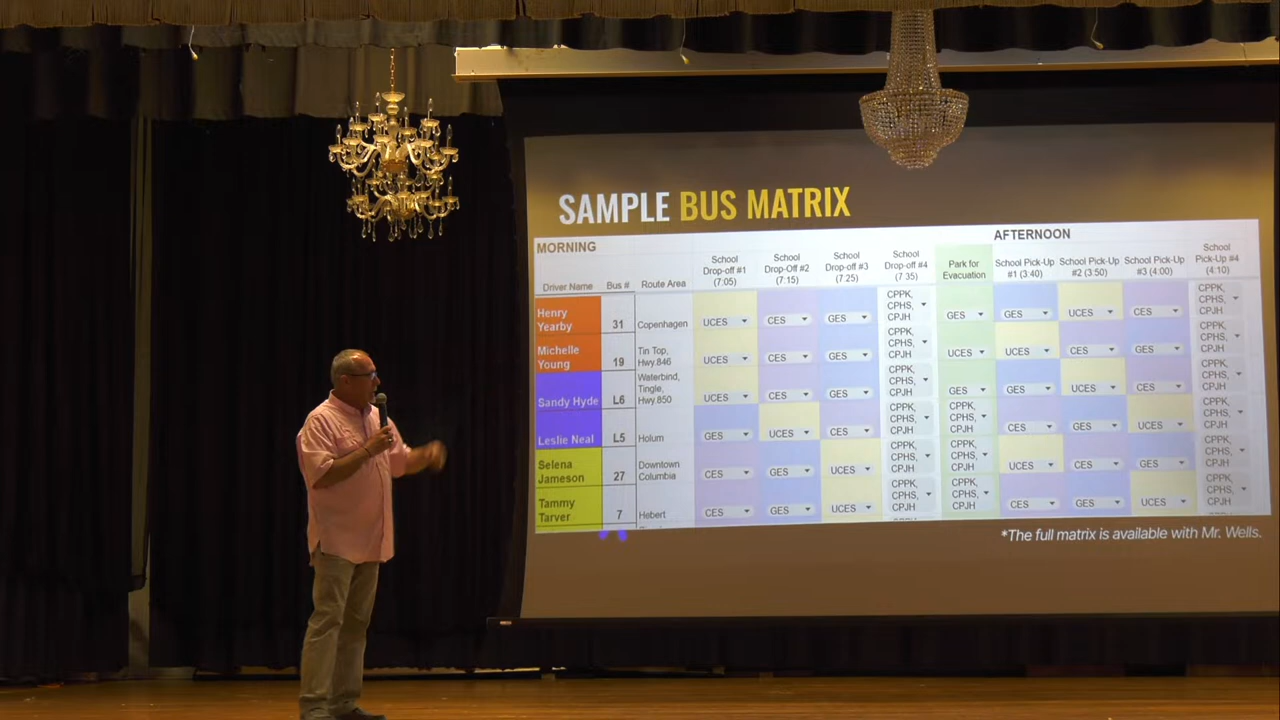 SAMPLE BUS MATRIX
MORNING
AFTERNOON
Driver Name
Bus #
Route Area
School Drop-off #1 (7:05)
School Drop-Off #2 (7:15)
School Drop-off #3 (7:25)
School Drop-off #4 (7:35)
Park for Evacuation
School Pick-Up #1 (3:40)
School Pick-Up #2 (3:50)
School Pick-Up #3 (4:00)
School Pick-Up #4 (4:10)
Henry Yearby 31 Copenhagen UCES CES GES CPPK, CPHS, CPJH GES GES UCES CES CPPK, CPHS, CPJH
Michelle Young 19 Tin Top, Hwy.846 UCES CES GES CPPK, CPHS, CPJH UCES UCES CES GES CPPK, CPHS, CPJH
Sandy Hyde L6 Waterbind, Tingle, Hwy.850 UCES CES GES CPPK, CPHS, CPJH GES GES UCES CES CPPK, CPHS, CPJH
Leslie Neal L5 Holum GES UCES CES CPPK, CPHS, CPJH CPPK, CPHS, CPJH CES GES UCES CPPK, CPHS, CPJH
Selena Jameson 27 Downtown Columbia CES GES UCES CPPK, CPHS, CPJH CPPK, CPHS, CPJH UCES CES GES CPPK, CPHS, CPJH
Tammy Tarver 7 Hebert CES GES UCES CPPK, CPHS, CPJH CPPK, CPHS, CPJH CES GES UCES CPPK, CPHS, CPJH
*The full matrix is available with Mr. Wells.